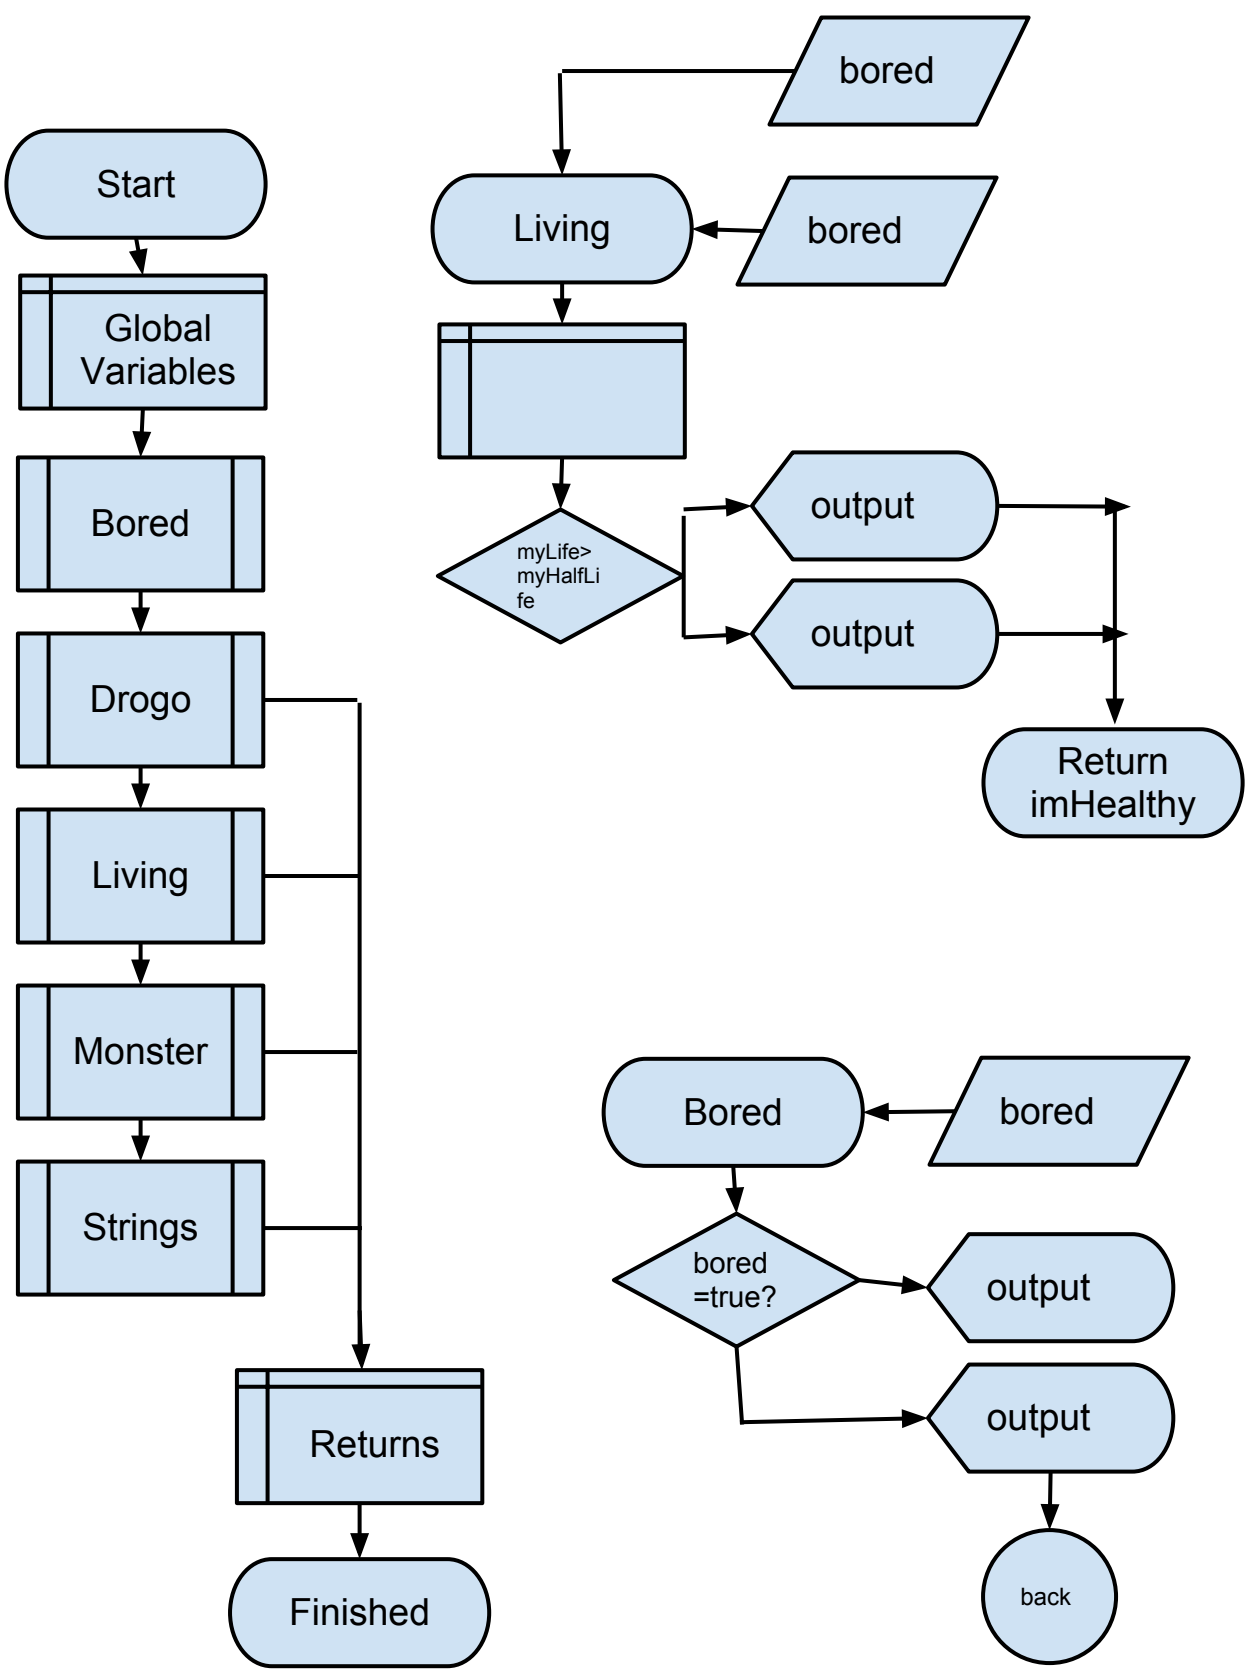 Start
Global
Variables
Bored
Drogo
Living
Monster
Strings
Returns
Finished
bored
Living
bored
myLife>
myHalfLi
fe
output
output
Return
imHealthy
Bored
bored
bored
=true?
output
output
back